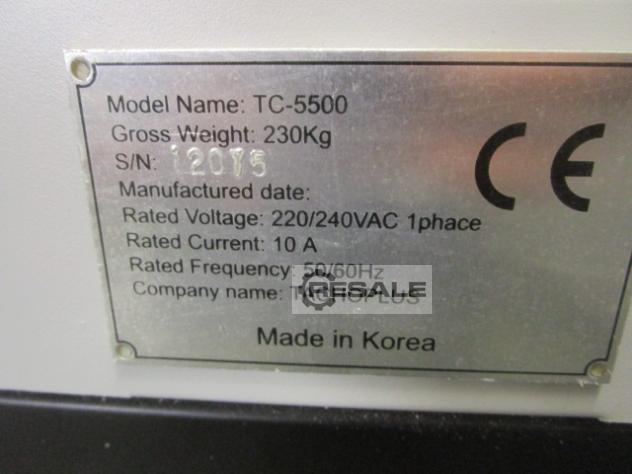 Model Name: TC-5500
Gross Weight: 230Kg
S/N: 12075
Manufactured date:
Rated Voltage: 220/240VAC 1phace
Rated Current: 10 A
Rated Frequency: 50/60Hz
Company name:
RESALE
Made in Korea
CE